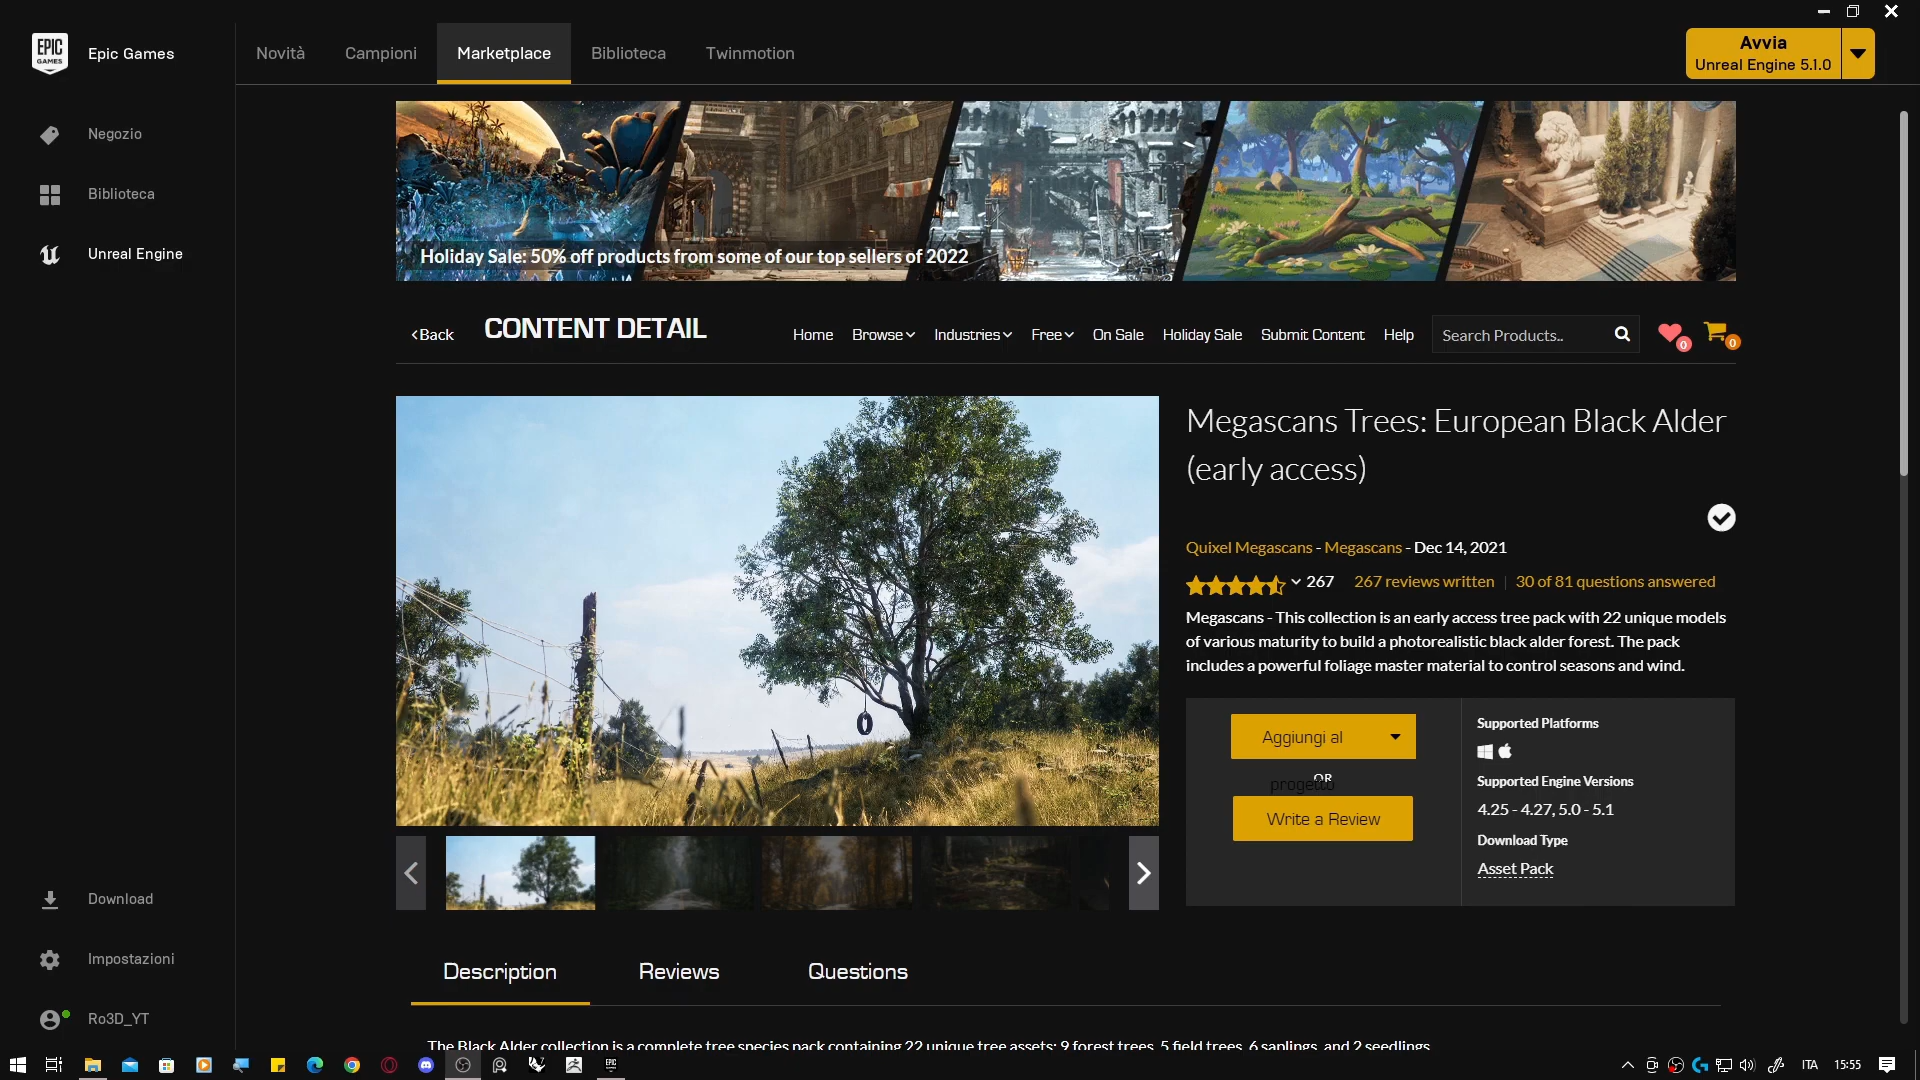 EPIC
GAMES
Epic Games
Novità
Campioni
Marketplace
Biblioteca
Twinmotion
Avvia
Unreal Engine 5.1.0
Negozio
Biblioteca
Unreal Engine
Holiday Sale: 50% off products from some of our top sellers of 2022
Back
CONTENT DETAIL
Home
Browse
Industries
Free
On Sale
Holiday Sale
Submit Content
Help
Search Products..
0
0
Megascans Trees: European Black Alder
(early access)
Quixel Megascans - Megascans - Dec 14, 2021
267
267 reviews written
30 of 81 questions answered
Megascans - This collection is an early access tree pack with 22 unique models
of various maturity to build a photorealistic black alder forest. The pack
includes a powerful foliage master material to control seasons and wind.
Aggiungi al
progetto
OR
Write a Review
Supported Platforms
Supported Engine Versions
4.25 - 4.27, 5.0 - 5.1
Download Type
Asset Pack
Description
Reviews
Questions
The Black Alder collection is a complete tree species pack containing 22 unique tree assets: 9 forest trees, 5 field trees, 6 saplings, and 2 seedlings.
Download
Impostazioni
Ro3D_YT
EPIC
ITA
15:55